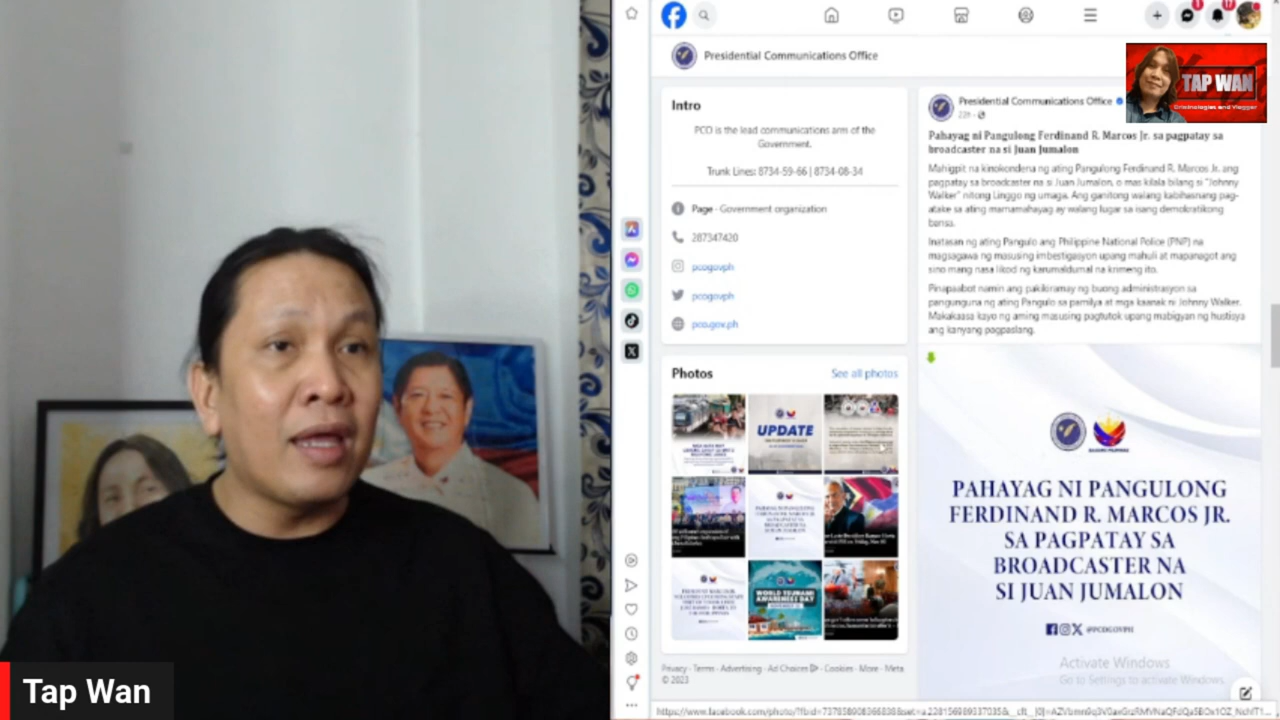 Presidential Communications Office
TAP WAN
Criminologist and Vlogger
Intro
PCO is the lead communications arm of the
Government.
Trunk Lines: 8734-59-66 | 8734-08-34
Page · Government organization
287347420
pcogovph
pcogovph
pco.gov.ph
Photos
See all photos
UPDATE
WORLD TSUNAMI
AWARENESS DAY
Privacy · Terms · Advertising · Ad Choices · Cookies · More · Meta
© 2023
Presidential Communications Office
22h
Pahayag ni Pangulong Ferdinand R. Marcos Jr. sa pagpatay sa
broadcaster na si Juan Jumalon
Mahigpit na kinokondena ng ating Pangulong Ferdinand R. Marcos Jr. ang
pagpatay sa broadcaster na si Juan Jumalon, o mas kilala bilang si "Johnny
Walker" nitong Linggo ng umaga. Ang ganitong walang kabihasnang pag-
atake sa ating mamamahayag ay walang lugar sa isang demokratikong
bansa.
Inatasan ng ating Pangulo ang Philippine National Police (PNP) na
magsagawa ng masusing imbestigasyon upang mahuli at mapanagot ang
sino mang nasa likod ng karumaldumal na krimeng ito.
Pinapaabot namin ang pakikiramay ng buong administrasyon sa
pangunguna ng ating Pangulo sa pamilya at mga kaanak ni Johnny Walker.
Makakaasa kayo ng aming masusing pagtutok upang mabigyan ng hustisya
ang kanyang pagpaslang.
PAHAYAG NI PANGULONG
FERDINAND R. MARCOS JR.
SA PAGPATAY SA
BROADCASTER NA
SI JUAN JUMALON
@PCOGOVPH
Activate Windows
Go to Settings to activate Windows.
Tap Wan